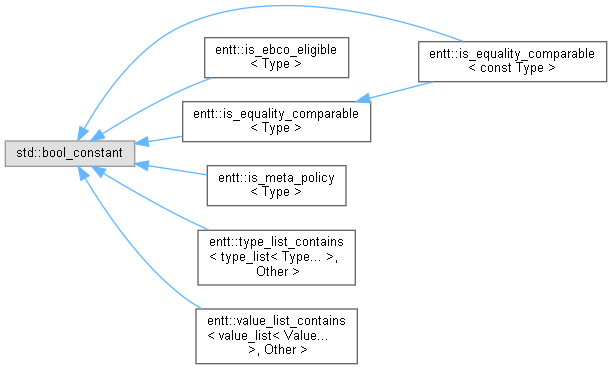 entt::is_ebco_eligible
< Type >
entt::is_equality_comparable
< const Type >
entt::is_equality_comparable
< Type >
std::bool_constant
entt::is_meta_policy
< Type >
entt::type_list_contains
< type_list< Type... >,
Other >
entt::value_list_contains
< value_list< Value...
>, Other >